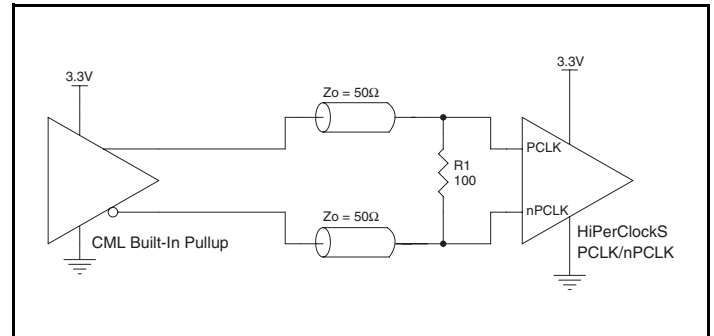 3.3V
3.3V
Zo = 50Ω
PCLK
R1
100
nPCLK
Zo = 50Ω
HiPerClockS
PCLK/nPCLK
CML Built-In Pullup